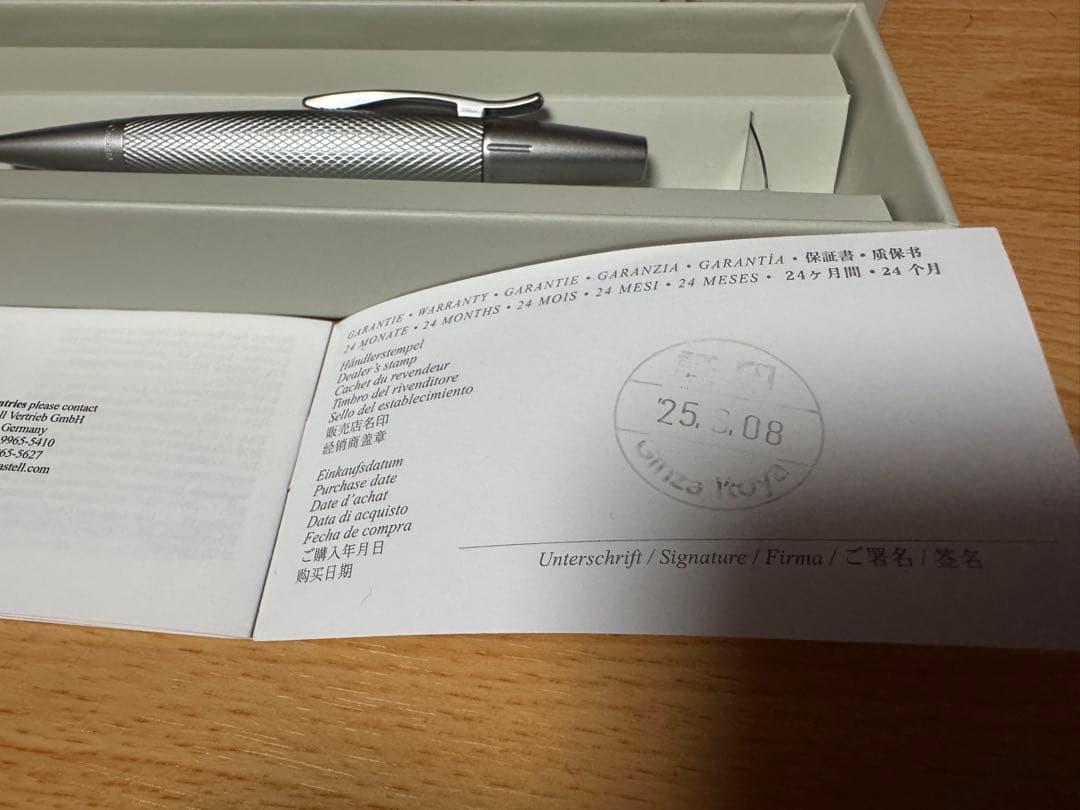 ntries please contact
ll Vertrieb GmbH
Germany
9965-5410
65-5627
astell.com
GARANTIE • WARRANTY • GARANTIE • GARANZIA • GARANTÍA • 保証書 • 质保书
24 MONATE • 24 MONTHS • 24 MOIS • 24 MESI • 24 MESES • 24ヶ月間 • 24 个月
Händlerstempel
Dealer's stamp
Cachet du revendeur
Timbro del rivenditore
Sello del establecimiento
販売店名印
经销商盖章
'25. .08
Ginza
Einkaufsdatum
Purchase date
Date d'achat
Data di acquisto
Fecha de compra
ご購入年月日
购买日期
Unterschrift / Signature / Firma / ご署名 | 签名